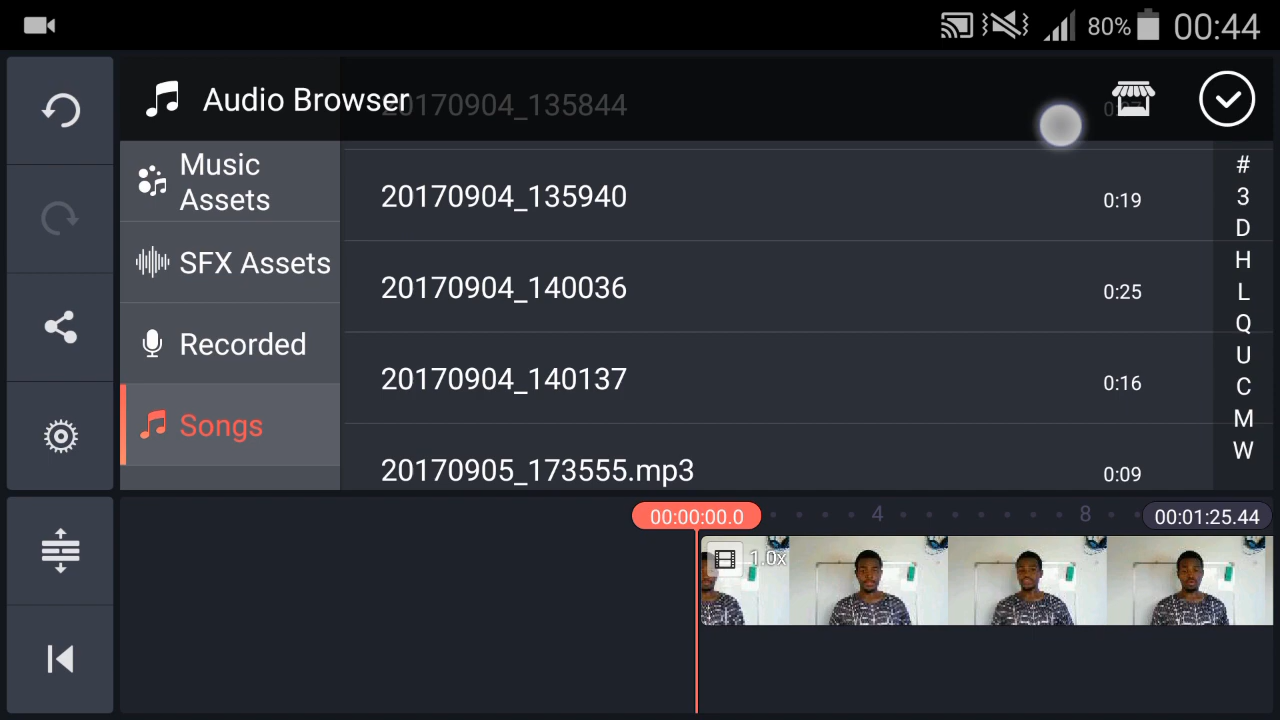 80% 00:44
Audio Browser
20170904_135844 0:27
Music
Assets
SFX Assets
Recorded
Songs
20170904_135940 0:19
20170904_140036 0:25
20170904_140137 0:16
20170905_173555.mp3 0:09
#
3
D
H
L
Q
U
C
M
W
00:00:00.0 4 8 00:01:25.44
1.0x